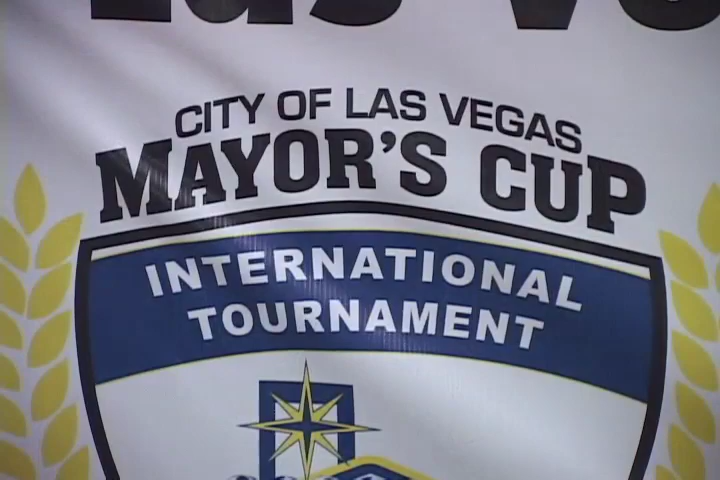 CITY OF LAS VEGAS
MAYOR'S CUP
INTERNATIONAL
TOURNAMENT